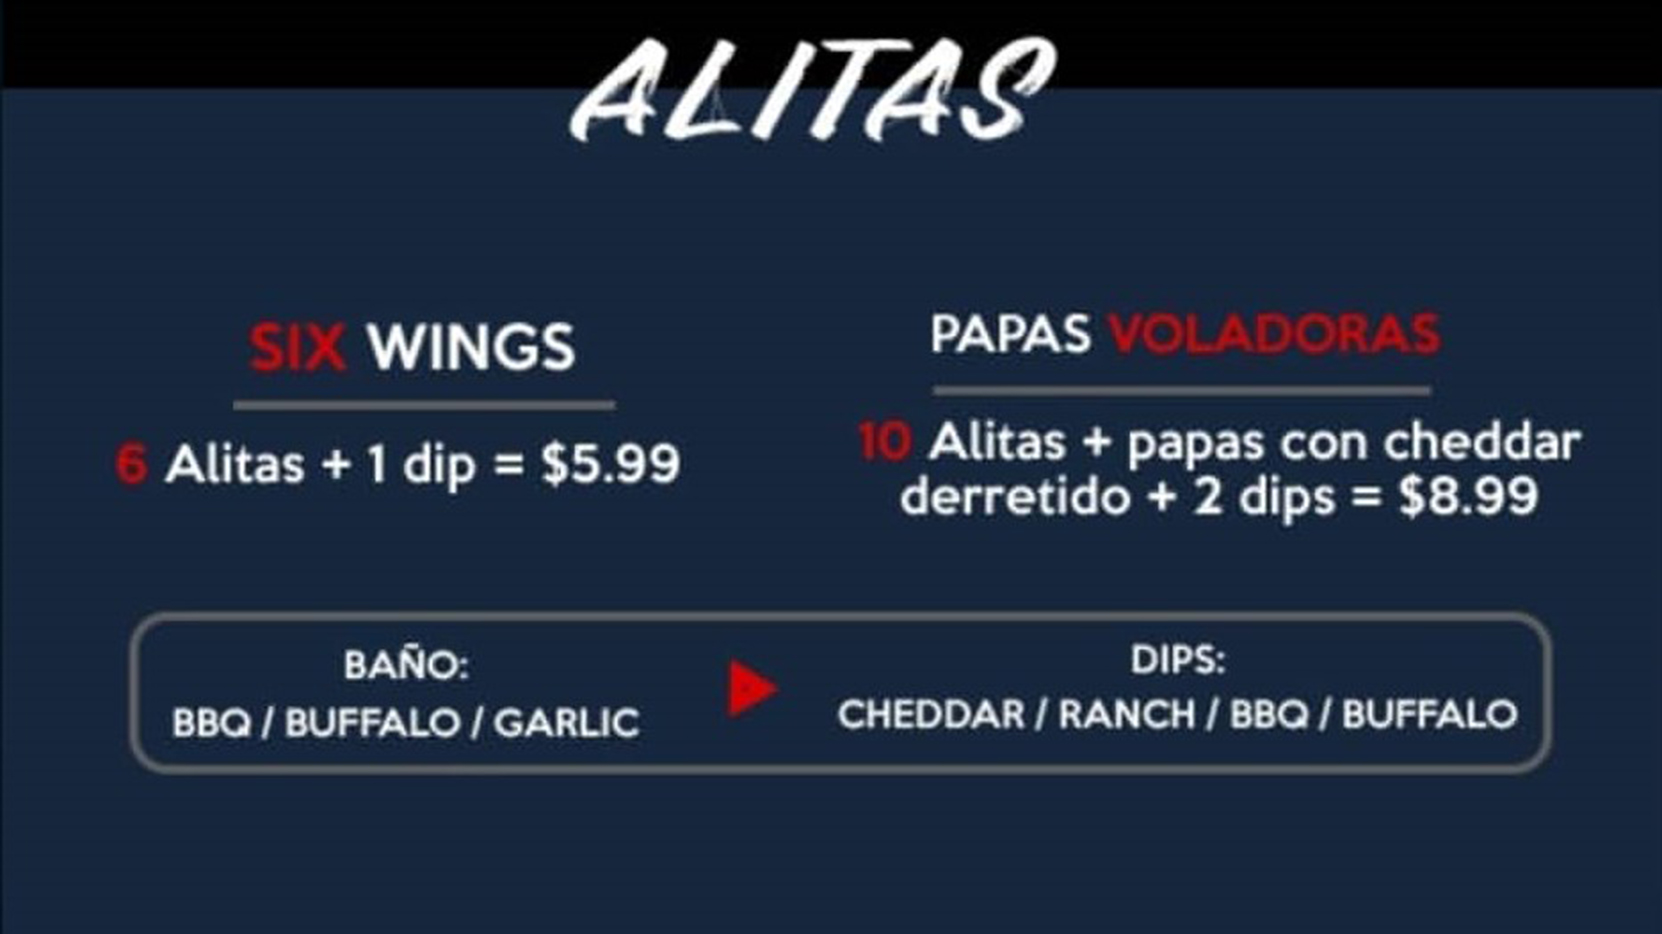 ALITAS
SIX WINGS
6 Alitas + 1 dip = $5.99
PAPAS VOLADORAS
10 Alitas + papas con cheddar
derretido + 2 dips = $8.99
BAÑO:
BBQ / BUFFALO / GARLIC
DIPS:
CHEDDAR / RANCH / BBQ / BUFFALO